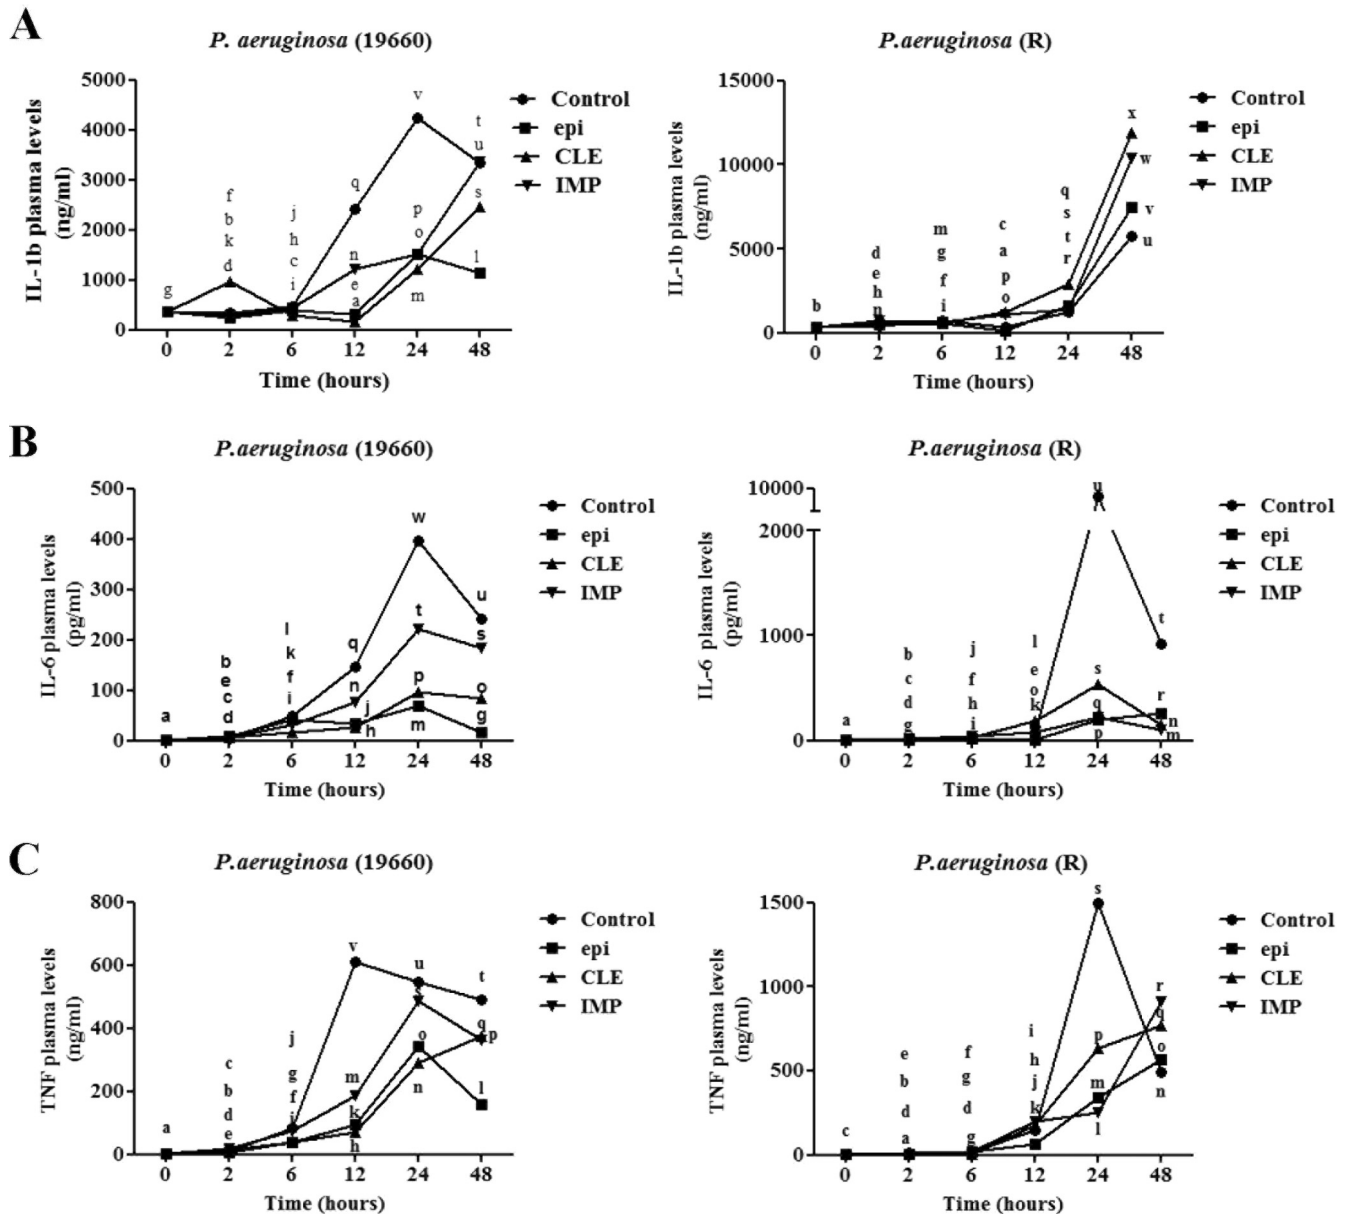 A
P. aeruginosa (19660)
IL-1b plasma levels
(ng/ml)
5000
4000
3000
2000
1000
0
0 2 6 12 24 48
Time (hours)
g
f
b
k
d
j
h
c
i
q
n
e
a
v
p
o
m
t
u
s
l
Control
epi
CLE
IMP
P.aeruginosa (R)
IL-1b plasma levels
(ng/ml)
15000
10000
5000
0
0 2 6 12 24 48
Time (hours)
b
d
e
h
n
m
g
f
i
c
a
p
o
q
s
t
r
x
w
v
u
Control
epi
CLE
IMP
B
P.aeruginosa (19660)
IL-6 plasma levels
(pg/ml)
500
400
300
200
100
0
0 2 6 12 24 48
Time (hours)
a
b
e
c
d
l
k
f
i
q
n
j
h
w
t
p
m
u
s
o
g
Control
epi
CLE
IMP
P.aeruginosa (R)
IL-6 plasma levels
(pg/ml)
10000
2000
1000
0
0 2 6 12 24 48
Time (hours)
a
b
c
d
g
j
f
h
i
l
e
o
k
u
s
q
p
t
r
n
m
Control
epi
CLE
IMP
C
P.aeruginosa (19660)
TNF plasma levels
(ng/ml)
800
600
400
200
0
0 2 6 12 24 48
Time (hours)
a
c
b
d
e
j
g
f
i
v
m
k
h
u
s
o
n
t
q
p
l
Control
epi
CLE
IMP
P.aeruginosa (R)
TNF plasma levels
(ng/ml)
1500
1000
500
0
0 2 6 12 24 48
Time (hours)
c
e
b
d
a
f
g
d
g
i
h
j
k
s
p
m
l
r
q
o
n
Control
epi
CLE
IMP